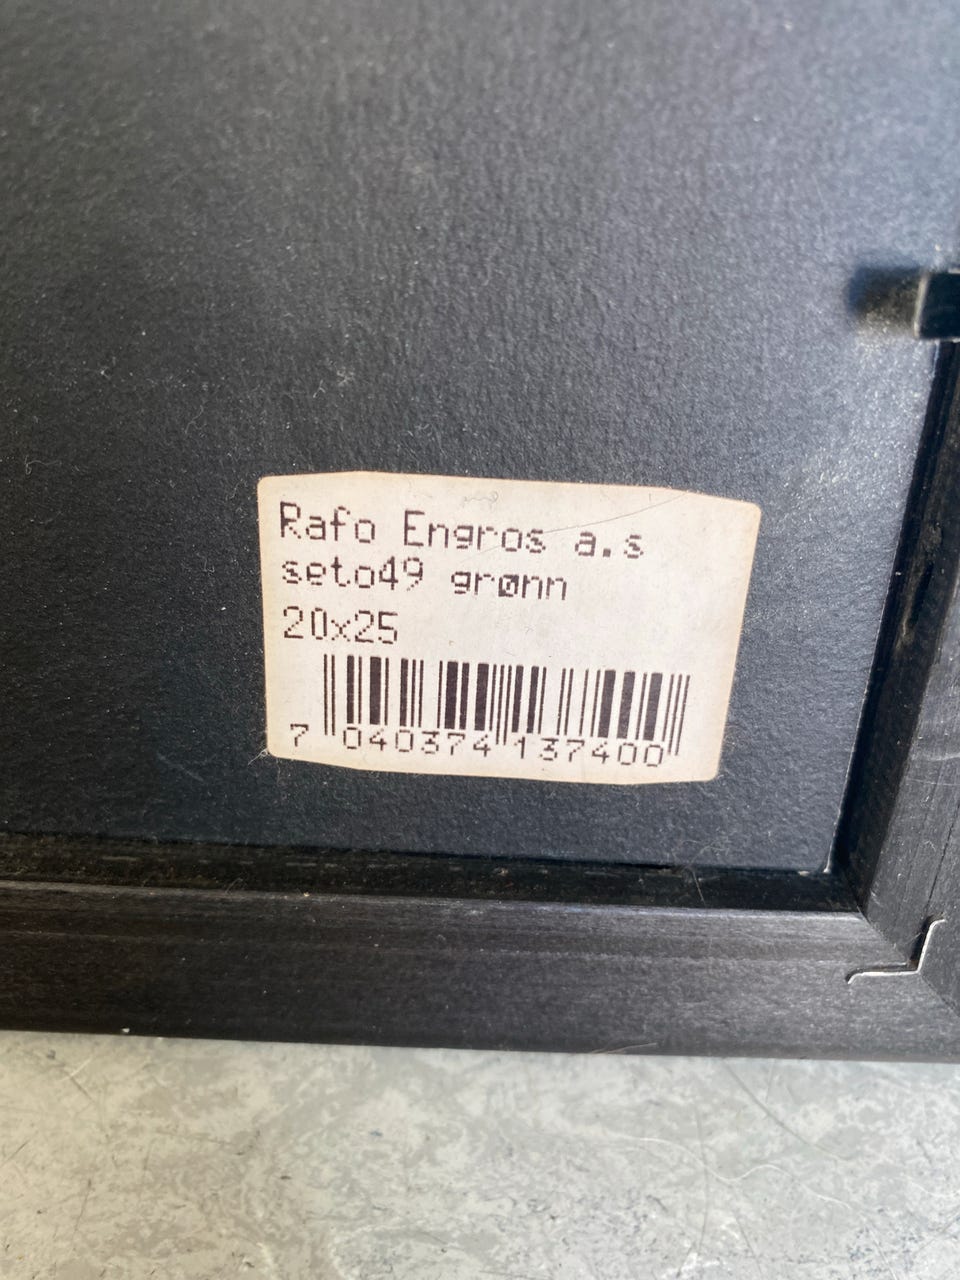 Rafo Engros a.s
seto49 grønn
20x25
7 040374 137400